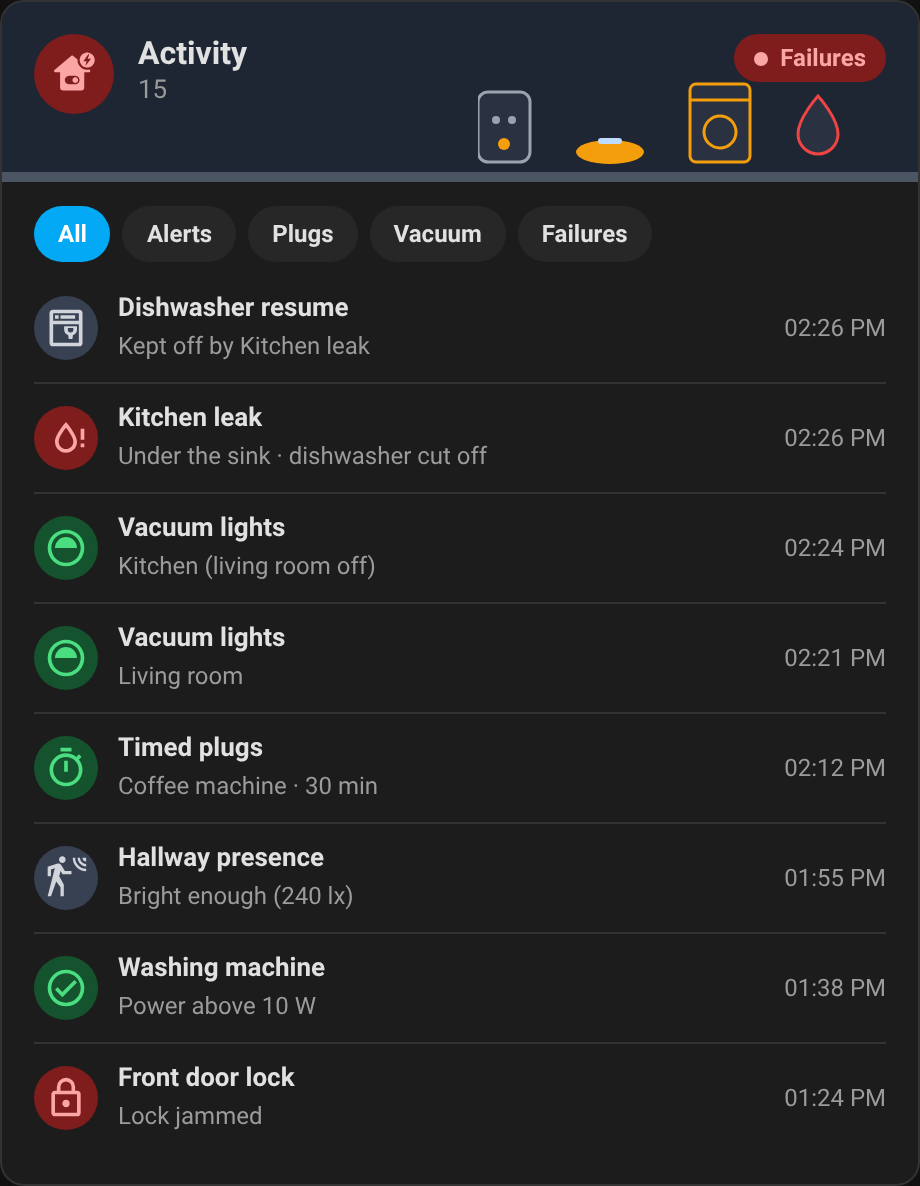 Activity
15
Failures
All
Alerts
Plugs
Vacuum
Failures
Dishwasher resume
Kept off by Kitchen leak
02:26 PM
Kitchen leak
Under the sink · dishwasher cut off
02:26 PM
Vacuum lights
Kitchen (living room off)
02:24 PM
Vacuum lights
Living room
02:21 PM
Timed plugs
Coffee machine · 30 min
02:12 PM
Hallway presence
Bright enough (240 lx)
01:55 PM
Washing machine
Power above 10 W
01:38 PM
Front door lock
Lock jammed
01:24 PM